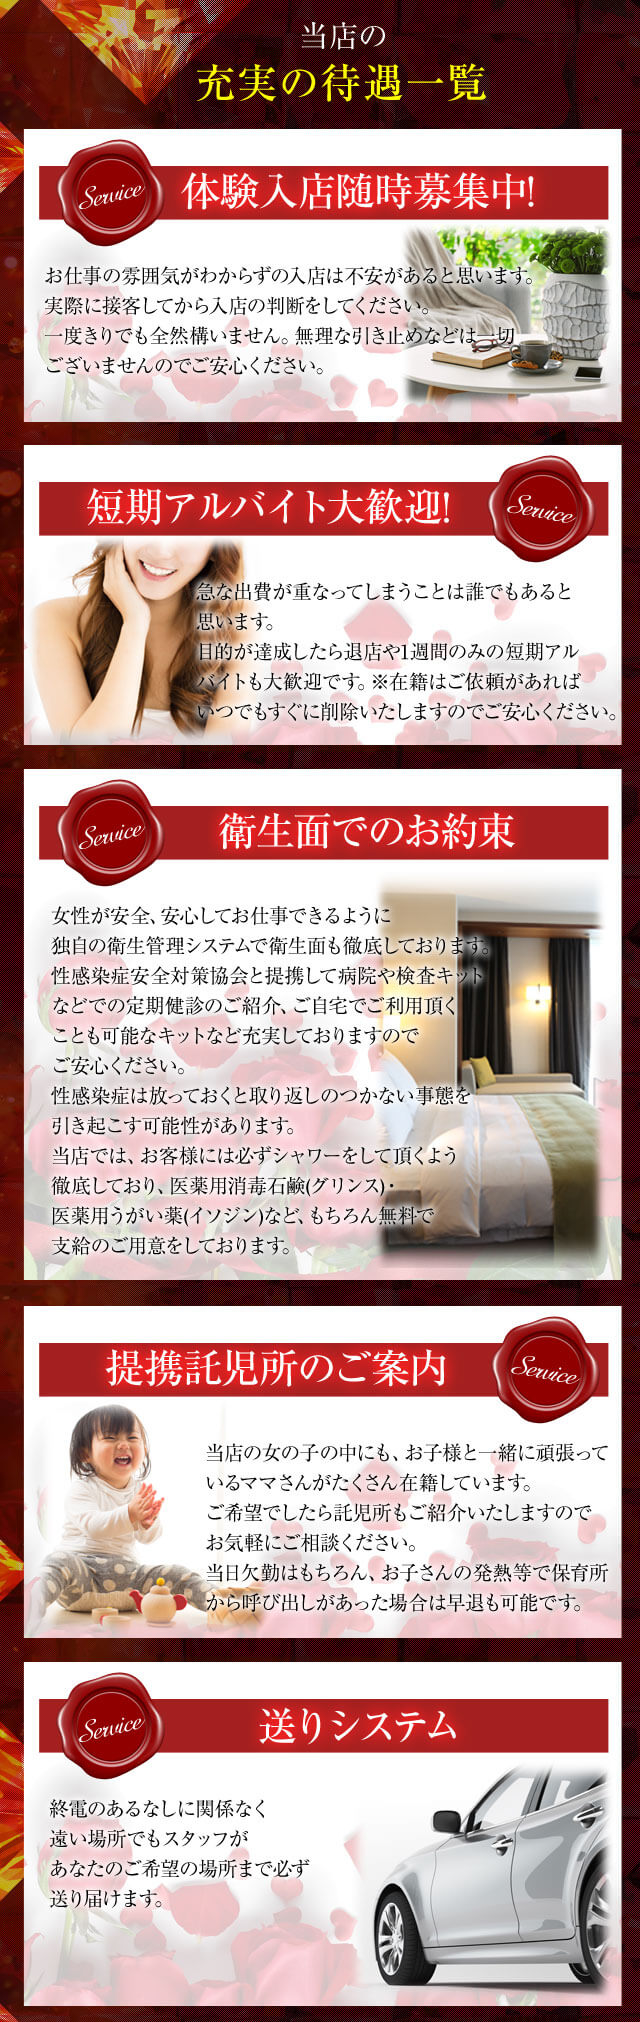 当店の
充実の待遇一覧
Service
体験入店随時募集中!
お仕事の雰囲気がわからずの入店は不安があると思います。
実際に接客してから入店の判断をしてください。
一度きりでも全然構いません。無理な引き止めなどは一切
ございませんのでご安心ください。
短期アルバイト大歓迎!
Service
急な出費が重なってしまうことは誰でもあると
思います。
目的が達成したら退店や1週間のみの短期アル
バイトも大歓迎です。※在籍はご依頼があれば
いつでもすぐに削除いたしますのでご安心ください。
Service
衛生面でのお約束
女性が安全、安心してお仕事できるように
独自の衛生管理システムで衛生面も徹底しております。
性感染症安全対策協会と提携して病院や検査キット
などでの定期健診のご紹介、ご自宅でご利用頂く
ことも可能なキットなど充実しておりますので
ご安心ください。
性感染症は放っておくと取り返しのつかない事態を
引き起こす可能性があります。
当店では、お客様には必ずシャワーをして頂くよう
徹底しており、医薬用消毒石鹸(グリンス)・
医薬用うがい薬(イソジン)など、もちろん無料で
支給のご用意をしております。
提携託児所のご案内
Service
当店の女の子の中にも、お子様と一緒に頑張って
いるママさんがたくさん在籍しています。
ご希望でしたら託児所もご紹介いたしますので
お気軽にご相談ください。
当日欠勤はもちろん、お子さんの発熱等で保育所
から呼び出しがあった場合は早退も可能です。
Service
送りシステム
終電のあるなしに関係なく
遠い場所でもスタッフが
あなたのご希望の場所まで必ず
送り届けます。